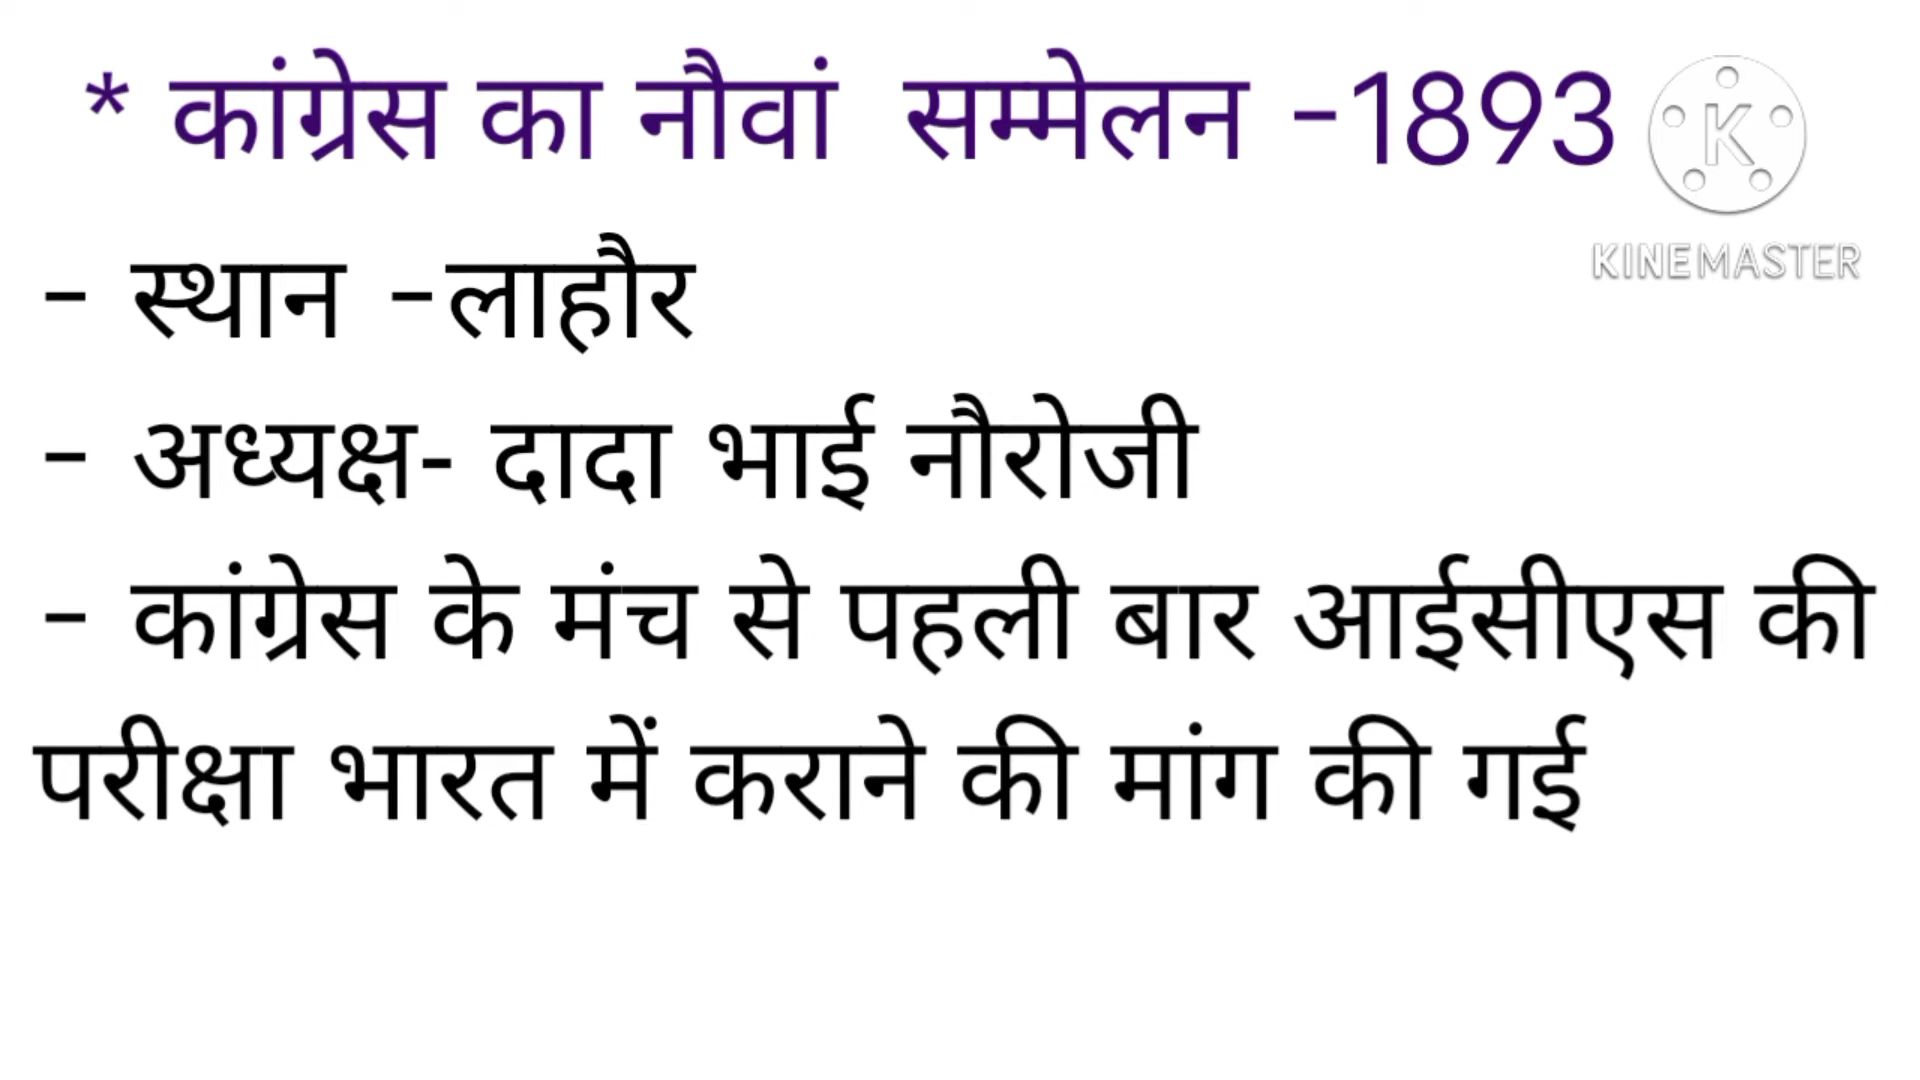 * कांग्रेस का नौवां सम्मेलन -1893
K
KINEMASTER
- स्थान -लाहौर
- अध्यक्ष- दादा भाई नौरोजी
- कांग्रेस के मंच से पहली बार आईसीएस की
परीक्षा भारत में कराने की मांग की गई